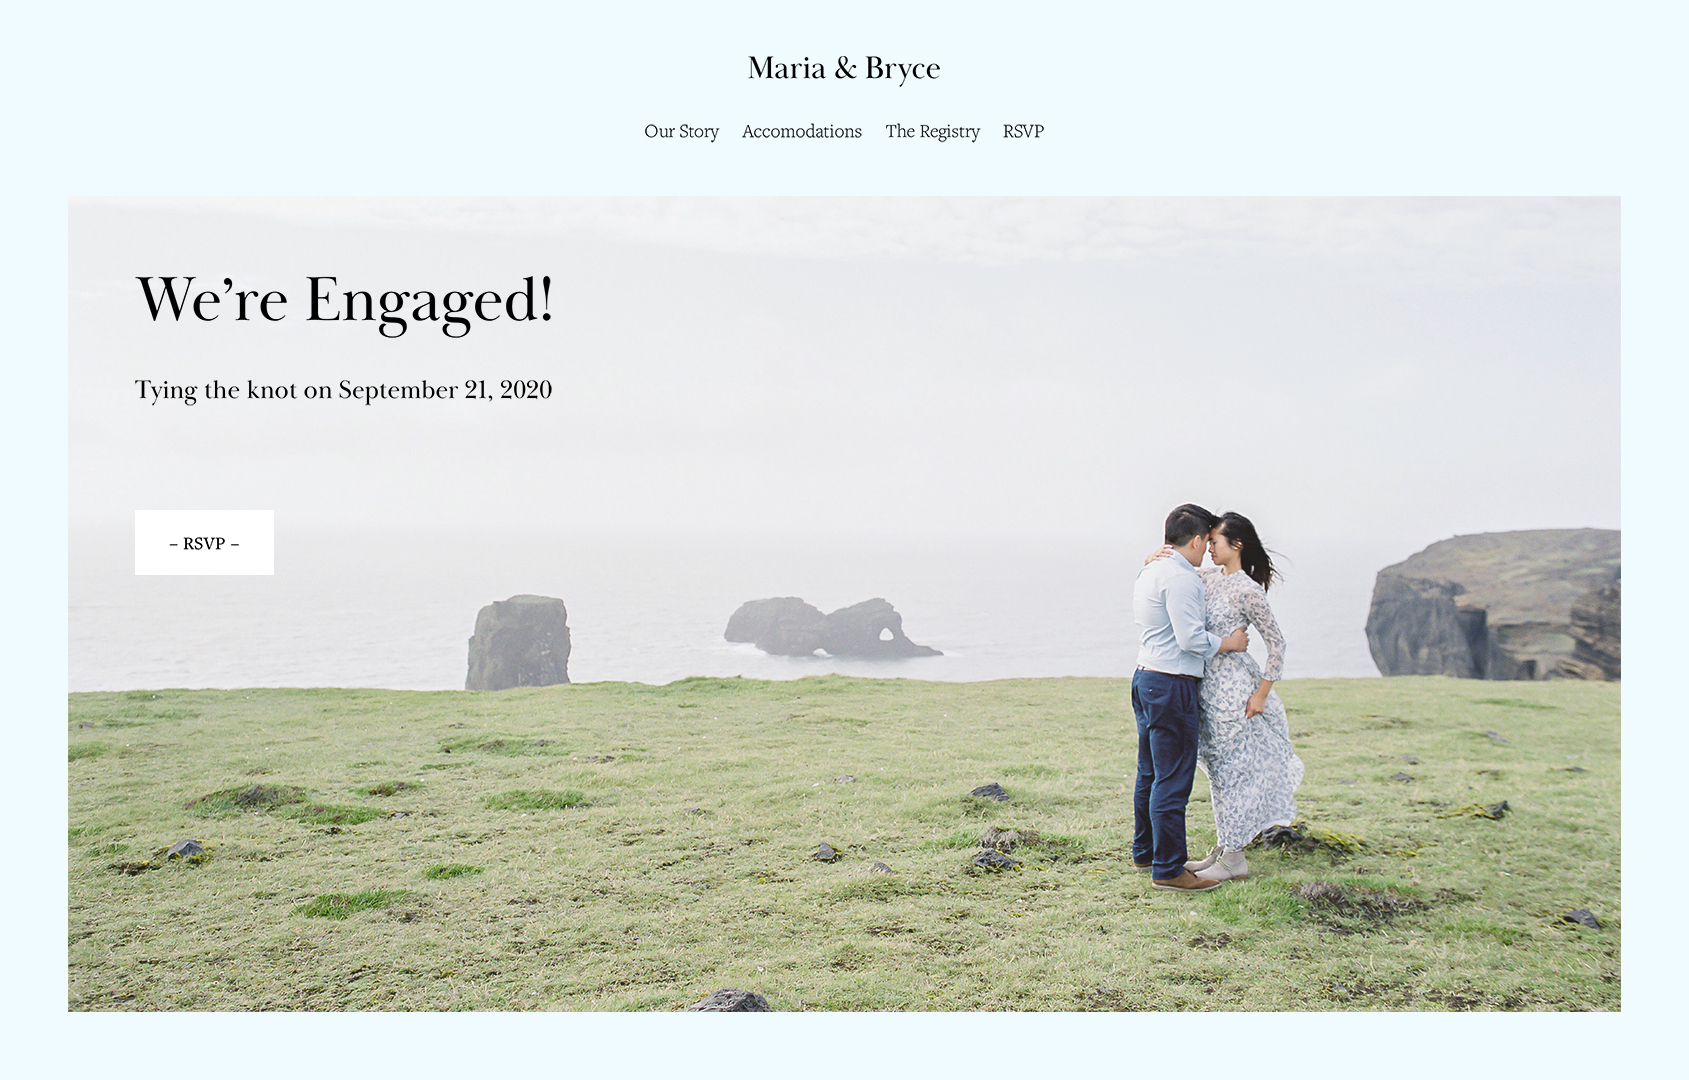 Maria & Bryce
Our Story Accomodations The Registry RSVP
We’re Engaged!
Tying the knot on September 21, 2020
– RSVP –